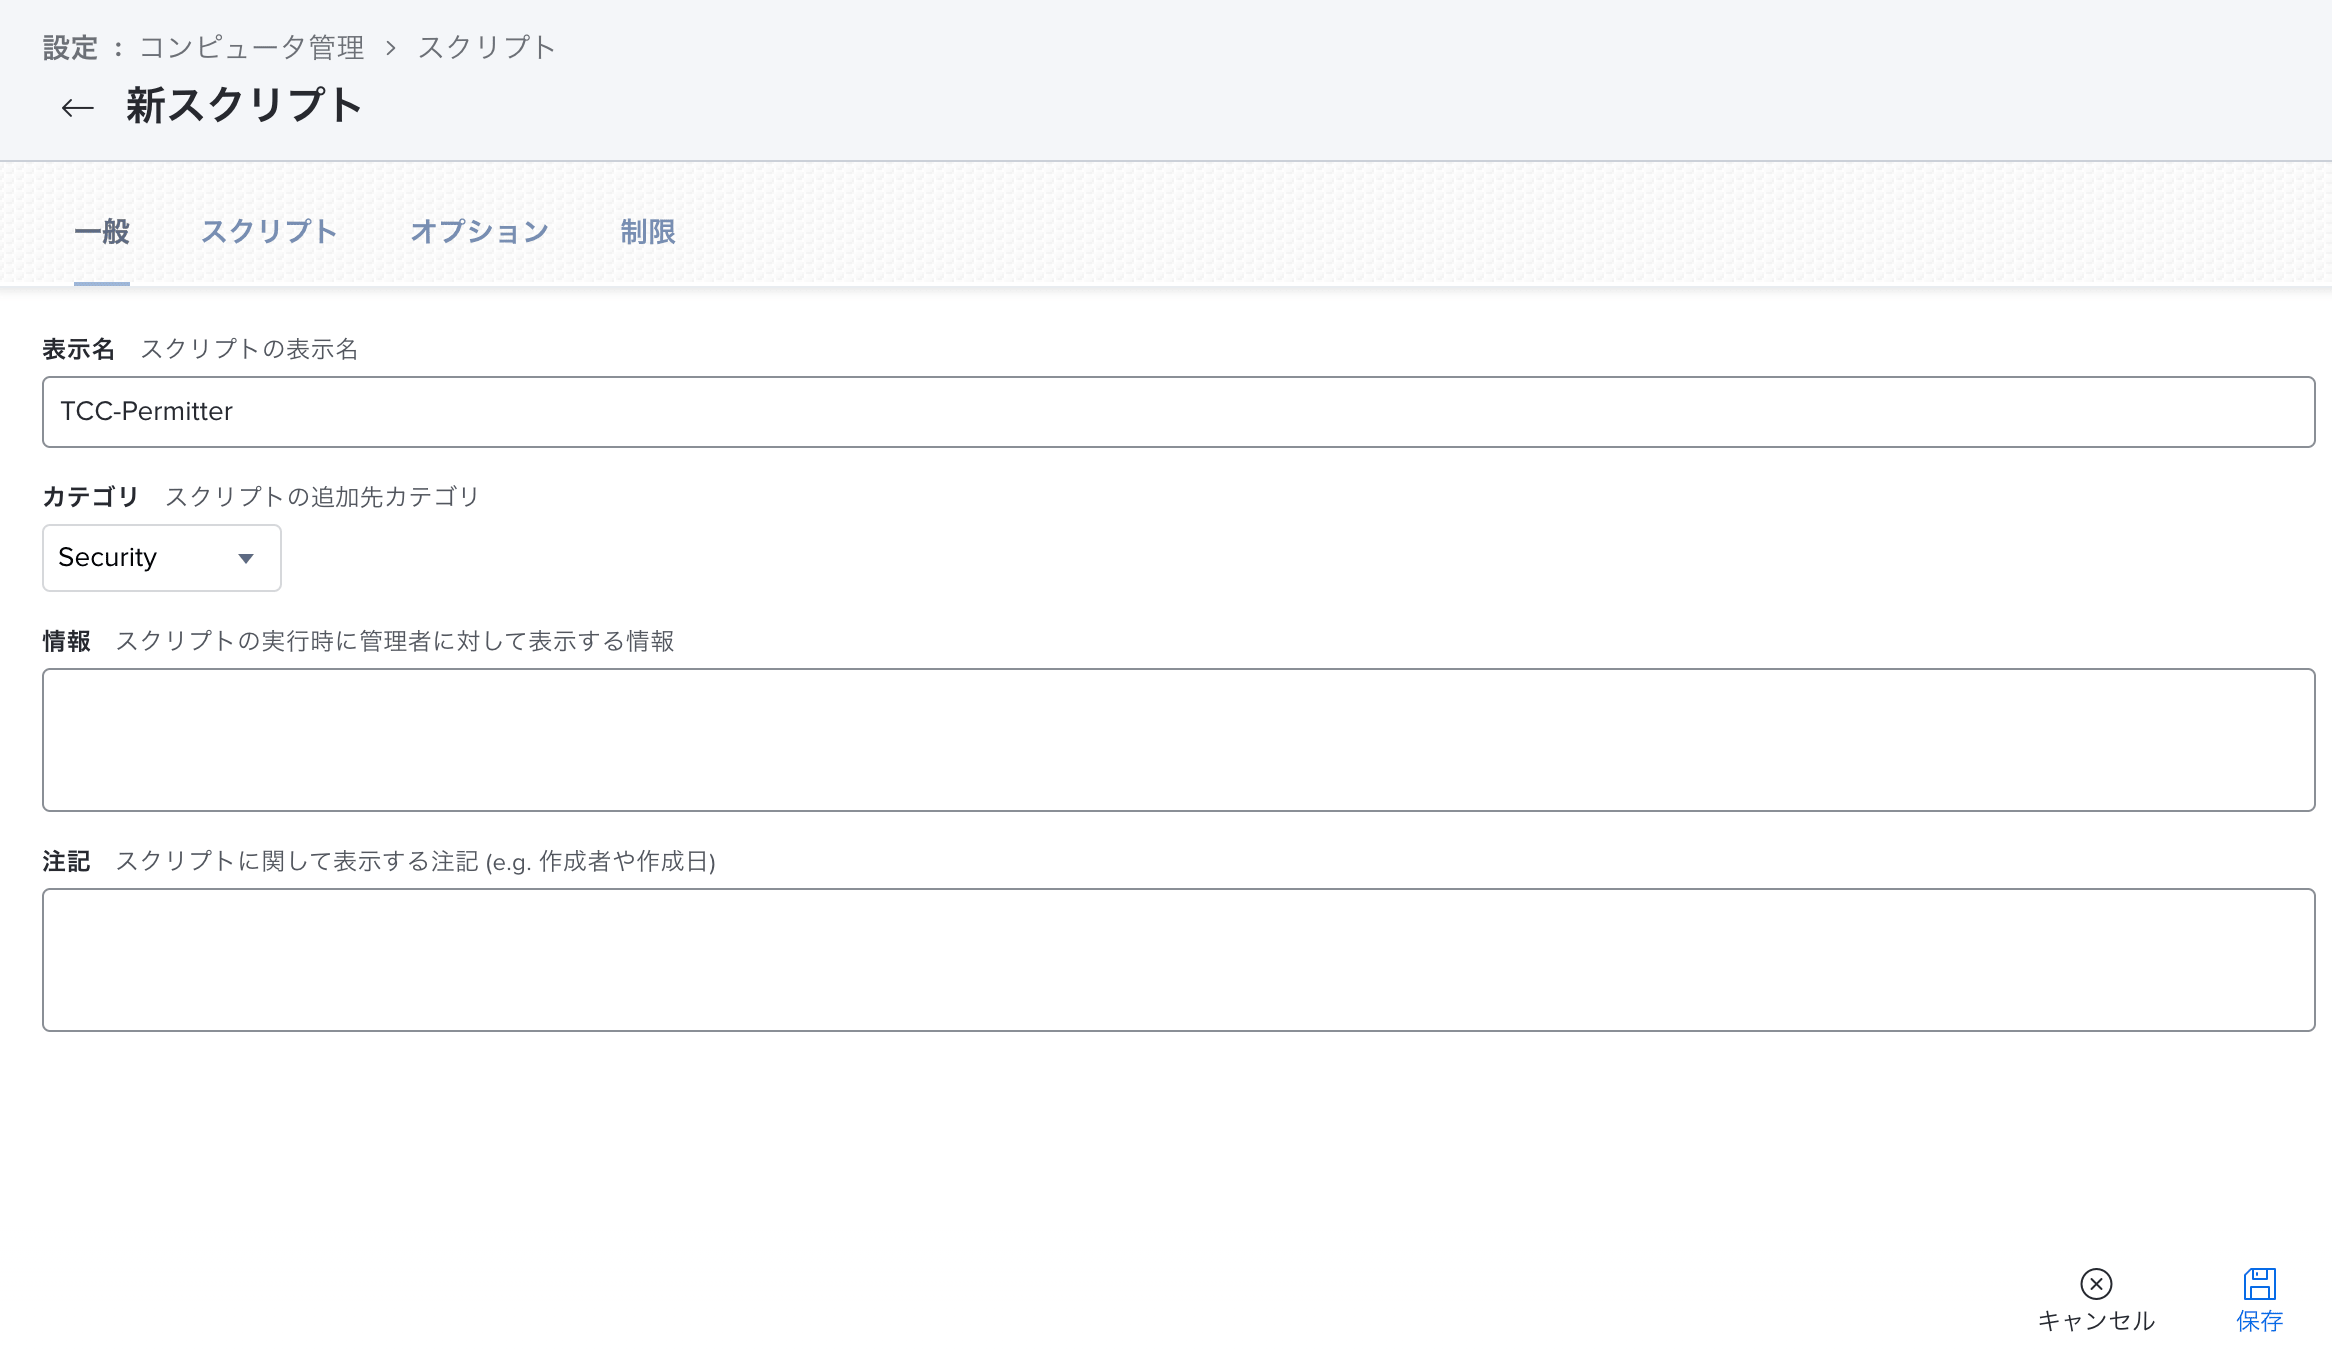 設定 : コンピュータ管理 › スクリプト
← 新スクリプト
一般 スクリプト オプション 制限
表示名 スクリプトの表示名
TCC-Permitter
カテゴリ スクリプトの追加先カテゴリ
Security
情報 スクリプトの実行時に管理者に対して表示する情報
注記 スクリプトに関して表示する注記 (e.g. 作成者や作成日)
キャンセル 保存